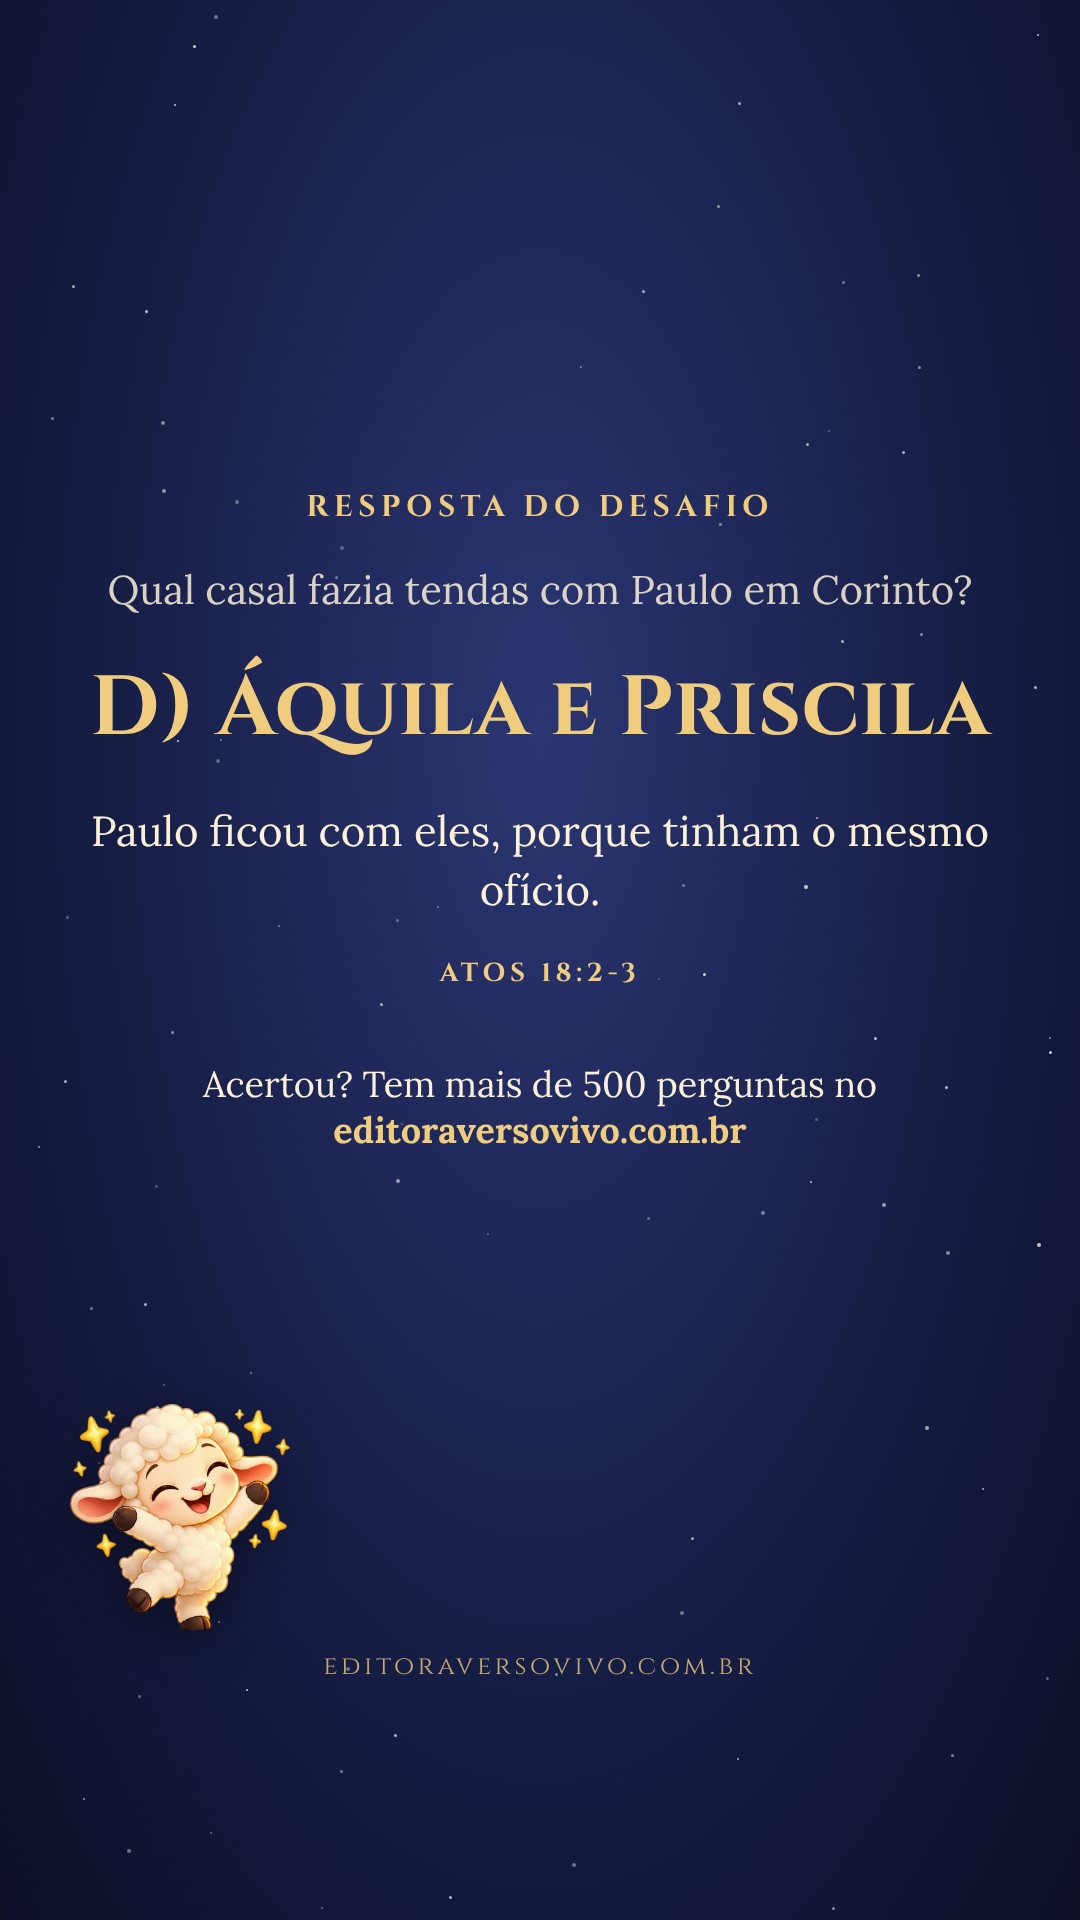 RESPOSTA DO DESAFIO
Qual casal fazia tendas com Paulo em Corinto?
D) Áquila e Priscila
Paulo ficou com eles, porque tinham o mesmo
ofício.
ATOS 18:2-3
Acertou? Tem mais de 500 perguntas no
editoraversovivo.com.br
EDITORAVERSOVIVO.COM.BR